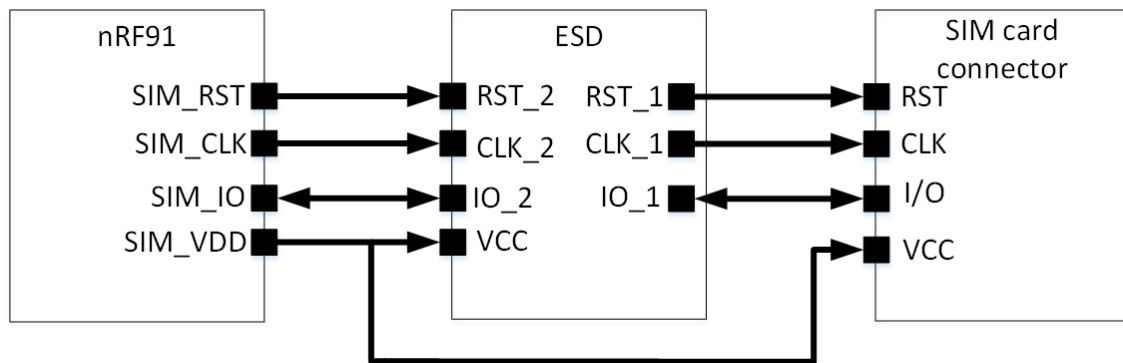 nRF91
SIM_RST
SIM_CLK
SIM_IO
SIM_VDD
ESD
RST_2
CLK_2
IO_2
VCC
RST_1
CLK_1
IO_1
SIM card
connector
RST
CLK
I/O
VCC